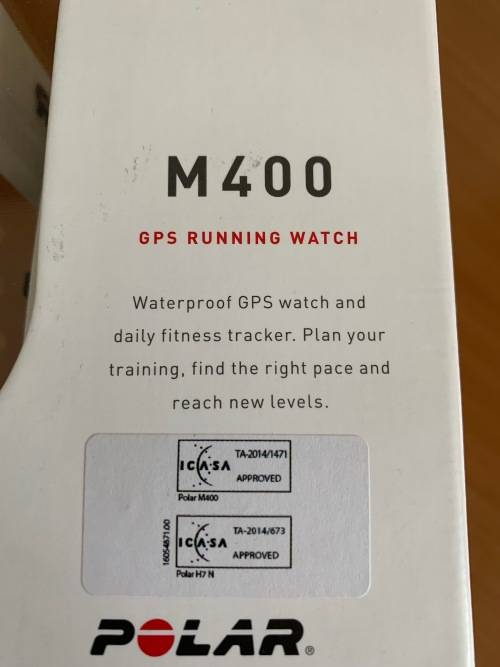 M400
GPS RUNNING WATCH
Waterproof GPS watch and
daily fitness tracker. Plan your
training, find the right pace and
reach new levels.
ICASA TA-2014/1471
APPROVED
Polar M400
16054871.00
ICASA TA-2014/673
APPROVED
Polar H7 N
POLAR®